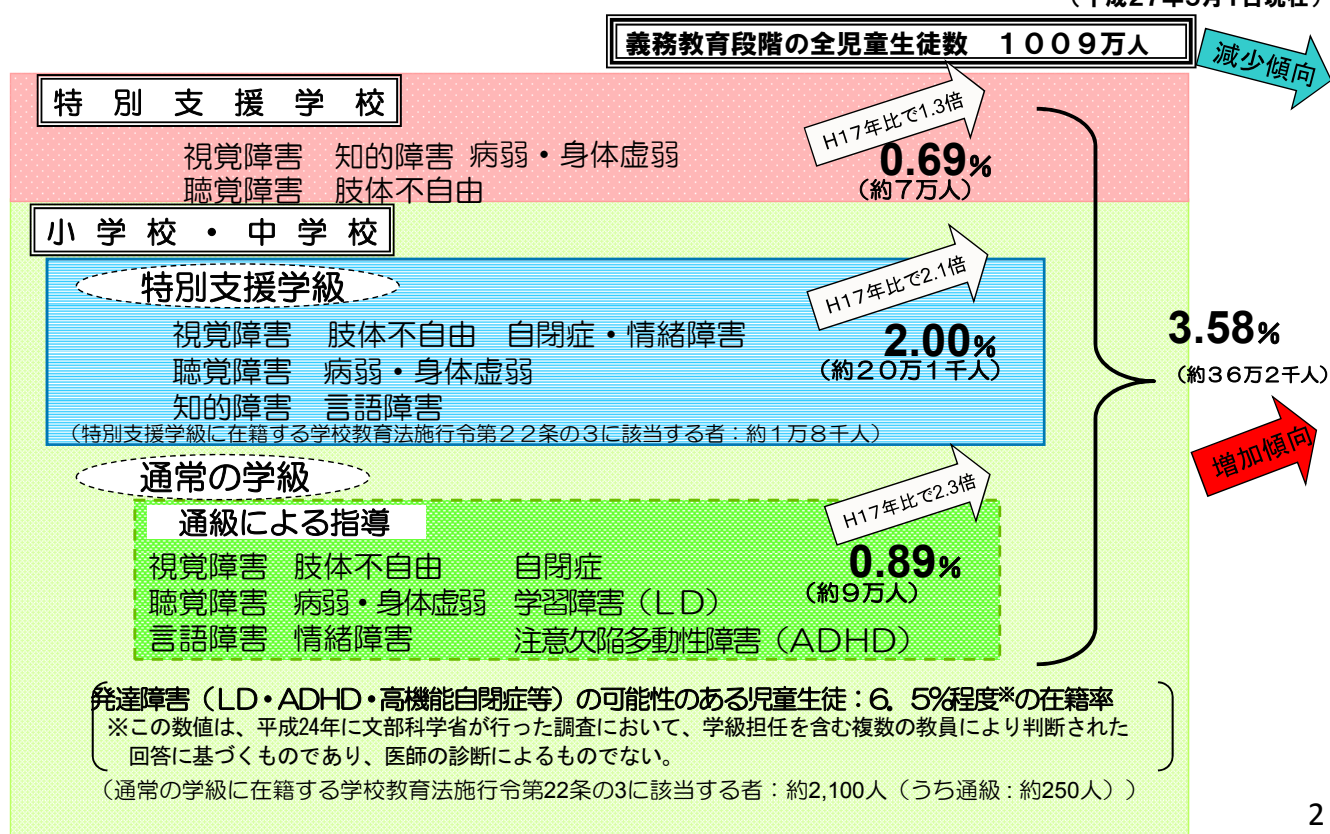 義務教育段階の全児童生徒数　１００９万人
減少傾向
特別支援学校
H17年比で1.3倍
視覚障害　知的障害　病弱・身体虚弱
聴覚障害　肢体不自由
0.69%
（約７万人）
小学校・中学校
特別支援学級
H17年比で2.1倍
視覚障害　肢体不自由　自閉症・情緒障害
聴覚障害　病弱・身体虚弱
知的障害　言語障害
2.00%
（約２０万１千人）
（特別支援学級に在籍する学校教育法施行令第２２条の３に該当する者：約１万８千人）
3.58%
（約３６万２千人）
増加傾向
通常の学級
通級による指導
H17年比で2.3倍
視覚障害　肢体不自由　自閉症
聴覚障害　病弱・身体虚弱　学習障害（ＬＤ）
言語障害　情緒障害　注意欠陥多動性障害（ＡＤＨＤ）
0.89%
（約９万人）
発達障害（ＬＤ・ＡＤＨＤ・高機能自閉症等）の可能性のある児童生徒：６．５％程度※の在籍率
※この数値は、平成24年に文部科学省が行った調査において、学級担任を含む複数の教員により判断された
回答に基づくものであり、医師の診断によるものでない。
（通常の学級に在籍する学校教育法施行令第22条の3に該当する者：約2,100人（うち通級：約250人））
2